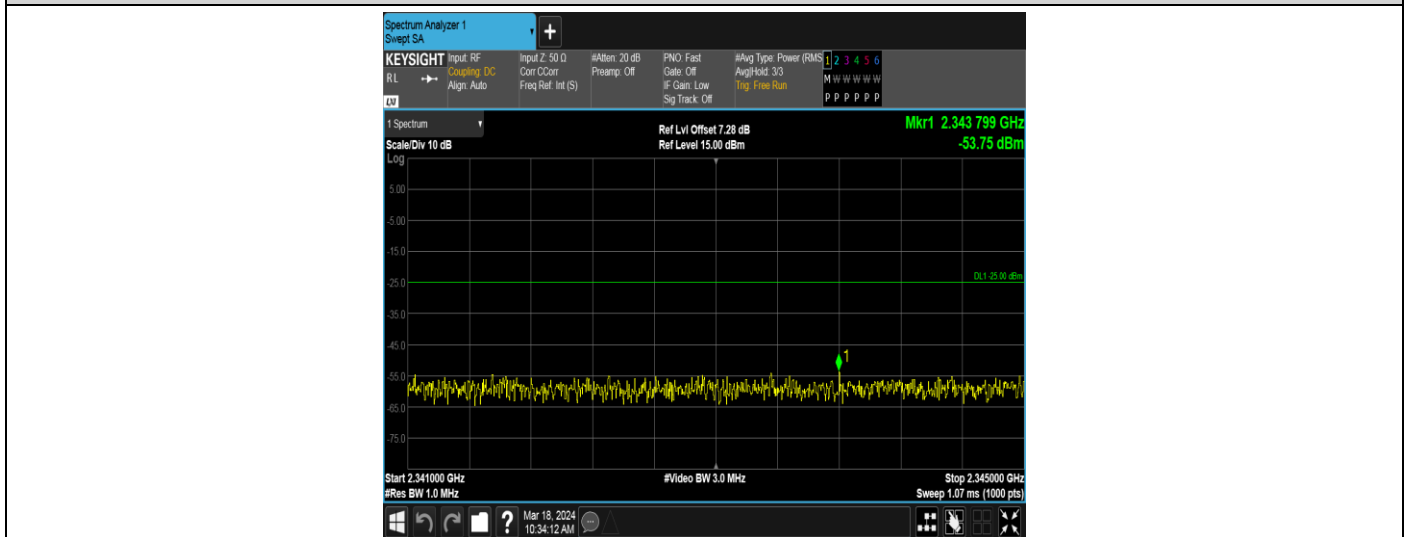 Spectrum Analyzer 1
Swept SA
+
KEYSIGHT
RL
LXI
Input: RF
Coupling: DC
Align: Auto
Input Z: 50 Ω
Corr CCorr
Freq Ref: Int (S)
#Atten: 20 dB
Preamp: Off
PNO: Fast
Gate: Off
IF Gain: Low
Sig Track: Off
#Avg Type: Power (RMS
Avg|Hold: 3/3
Trig: Free Run
1 2 3 4 5 6
M W W W W W
P P P P P P
1 Spectrum
Scale/Div 10 dB
Ref Lvl Offset 7.28 dB
Ref Level 15.00 dBm
Mkr1 2.343 799 GHz
-53.75 dBm
Log
5.00
-5.00
-15.0
-25.0
DL1 -25.00 dBm
-35.0
-45.0
1
-55.0
-65.0
-75.0
Start 2.341000 GHz
#Video BW 3.0 MHz
Stop 2.345000 GHz
#Res BW 1.0 MHz
Sweep 1.07 ms (1000 pts)
?
Mar 18, 2024
10:34:12 AM